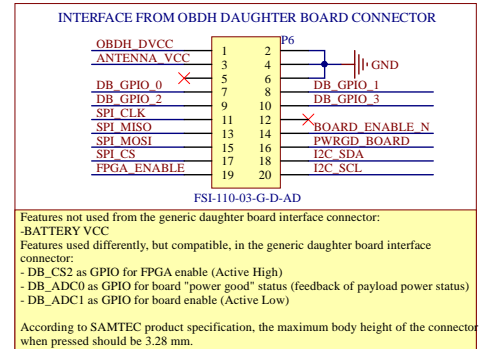 INTERFACE FROM OBDH DAUGHTER BOARD CONNECTOR
P6
OBDH_DVCC 1 2
ANTENNA_VCC 3 4 GND
5 6
DB_GPIO_0 7 8 DB_GPIO_1
DB_GPIO_2 9 10 DB_GPIO_3
SPI_CLK 11 12
SPI_MISO 13 14 BOARD_ENABLE_N
SPI_MOSI 15 16 PWRGD_BOARD
SPI_CS 17 18 I2C_SDA
FPGA_ENABLE 19 20 I2C_SCL
FSI-110-03-G-D-AD
Features not used from the generic daughter board interface connector:
-BATTERY VCC
Features used differently, but compatible, in the generic daughter board interface
connector:
- DB_CS2 as GPIO for FPGA enable (Active High)
- DB_ADC0 as GPIO for board "power good" status (feedback of payload power status)
- DB_ADC1 as GPIO for board enable (Active Low)
According to SAMTEC product specification, the maximum body height of the connector
when pressed should be 3.28 mm.